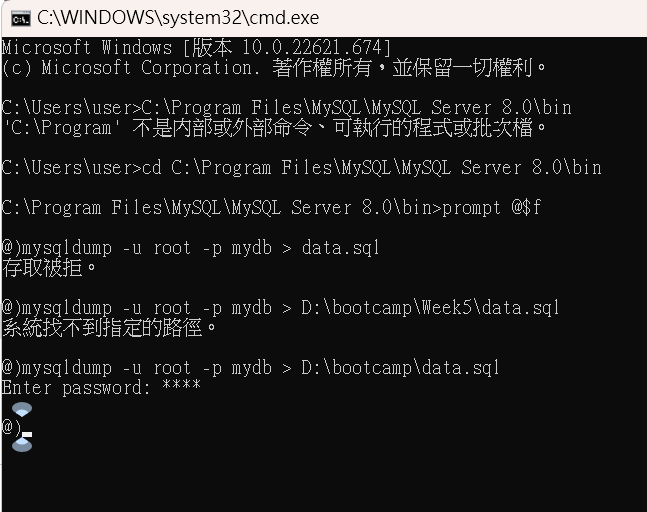 C:\WINDOWS\system32\cmd.exe
Microsoft Windows [版本 10.0.22621.674]
(c) Microsoft Corporation. 著作權所有，並保留一切權利。
C:\Users\user>C:\Program Files\MySQL\MySQL Server 8.0\bin
'C:\Program' 不是內部或外部命令、可執行的程式或批次檔。
C:\Users\user>cd C:\Program Files\MySQL\MySQL Server 8.0\bin
C:\Program Files\MySQL\MySQL Server 8.0\bin>prompt @$f
@)mysqldump -u root -p mydb > data.sql
存取被拒。
@)mysqldump -u root -p mydb > D:\bootcamp\Week5\data.sql
系統找不到指定的路徑。
@)mysqldump -u root -p mydb > D:\bootcamp\data.sql
Enter password: ****
@)